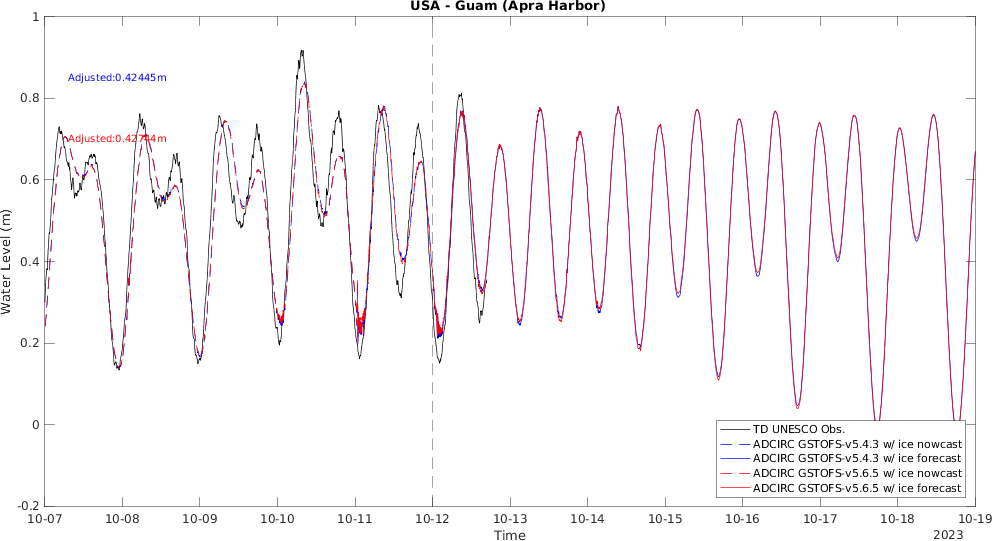 USA - Guam (Apra Harbor)
1
0.8
0.6
0.4
0.2
0
-0.2
Water Level (m)
Adjusted:0.42445m
TD UNESCO Obs.
ADCIRC GSTOFS-v5.4.3 w/ ice nowcast
ADCIRC GSTOFS-v5.4.3 w/ ice forecast
ADCIRC GSTOFS-v5.6.5 w/ ice nowcast
ADCIRC GSTOFS-v5.6.5 w/ ice forecast
10-07 10-08 10-09 10-10 10-11 10-12 10-13 10-14 10-15 10-16 10-17 10-18 10-19
Time
2023